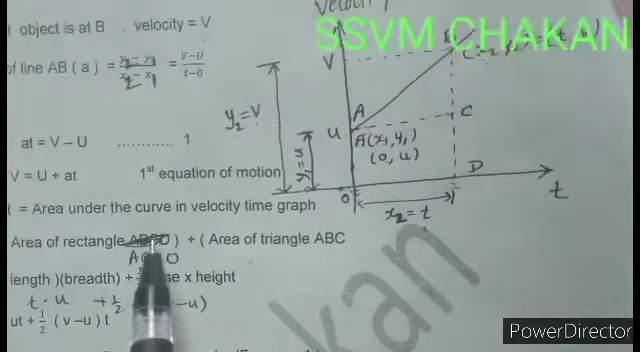 Velocity
SSVM CHAKAN
object is at B velocity = V
of line AB ( a ) = y2 - y1 / x2 - x1 = V-U / t-0
at = V – U ............ 1
V = U + at 1st equation of motion
= Area under the curve in velocity time graph
Area of rectangle ) + ( Area of triangle ABC
length )(breadth) + x height
t · u + 1/2 - u)
ut + 1/2 ( v – u ) t
V
B
y2 = V
U
A
A(x1, y1)
(0, u)
y1 = u
C
D
O
t
x2 = t
kan
PowerDirector